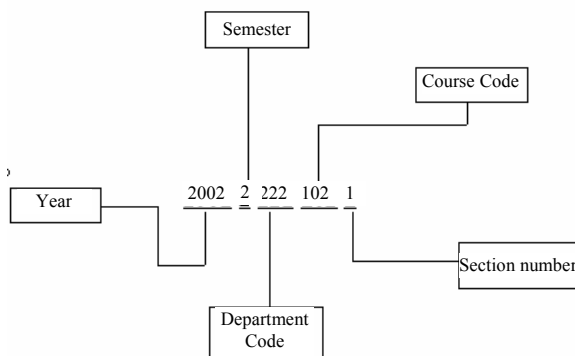 Semester
Course Code
2002 2 222 102 1
Year
Section number
Department
Code